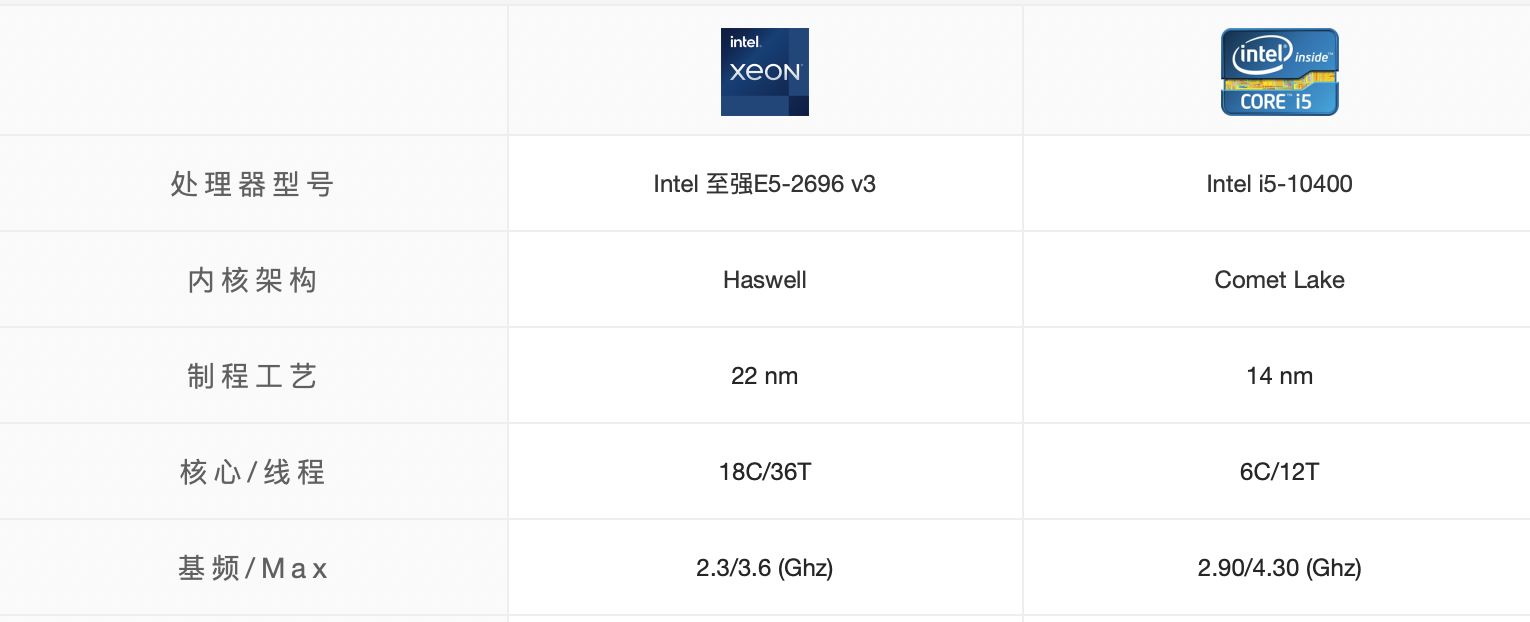 intel.
xeon
intel inside™
CORE™ i5
处理器型号 Intel 至强E5-2696 v3 Intel i5-10400
内核架构 Haswell Comet Lake
制程工艺 22 nm 14 nm
核心/线程 18C/36T 6C/12T
基频/Max 2.3/3.6 (Ghz) 2.90/4.30 (Ghz)